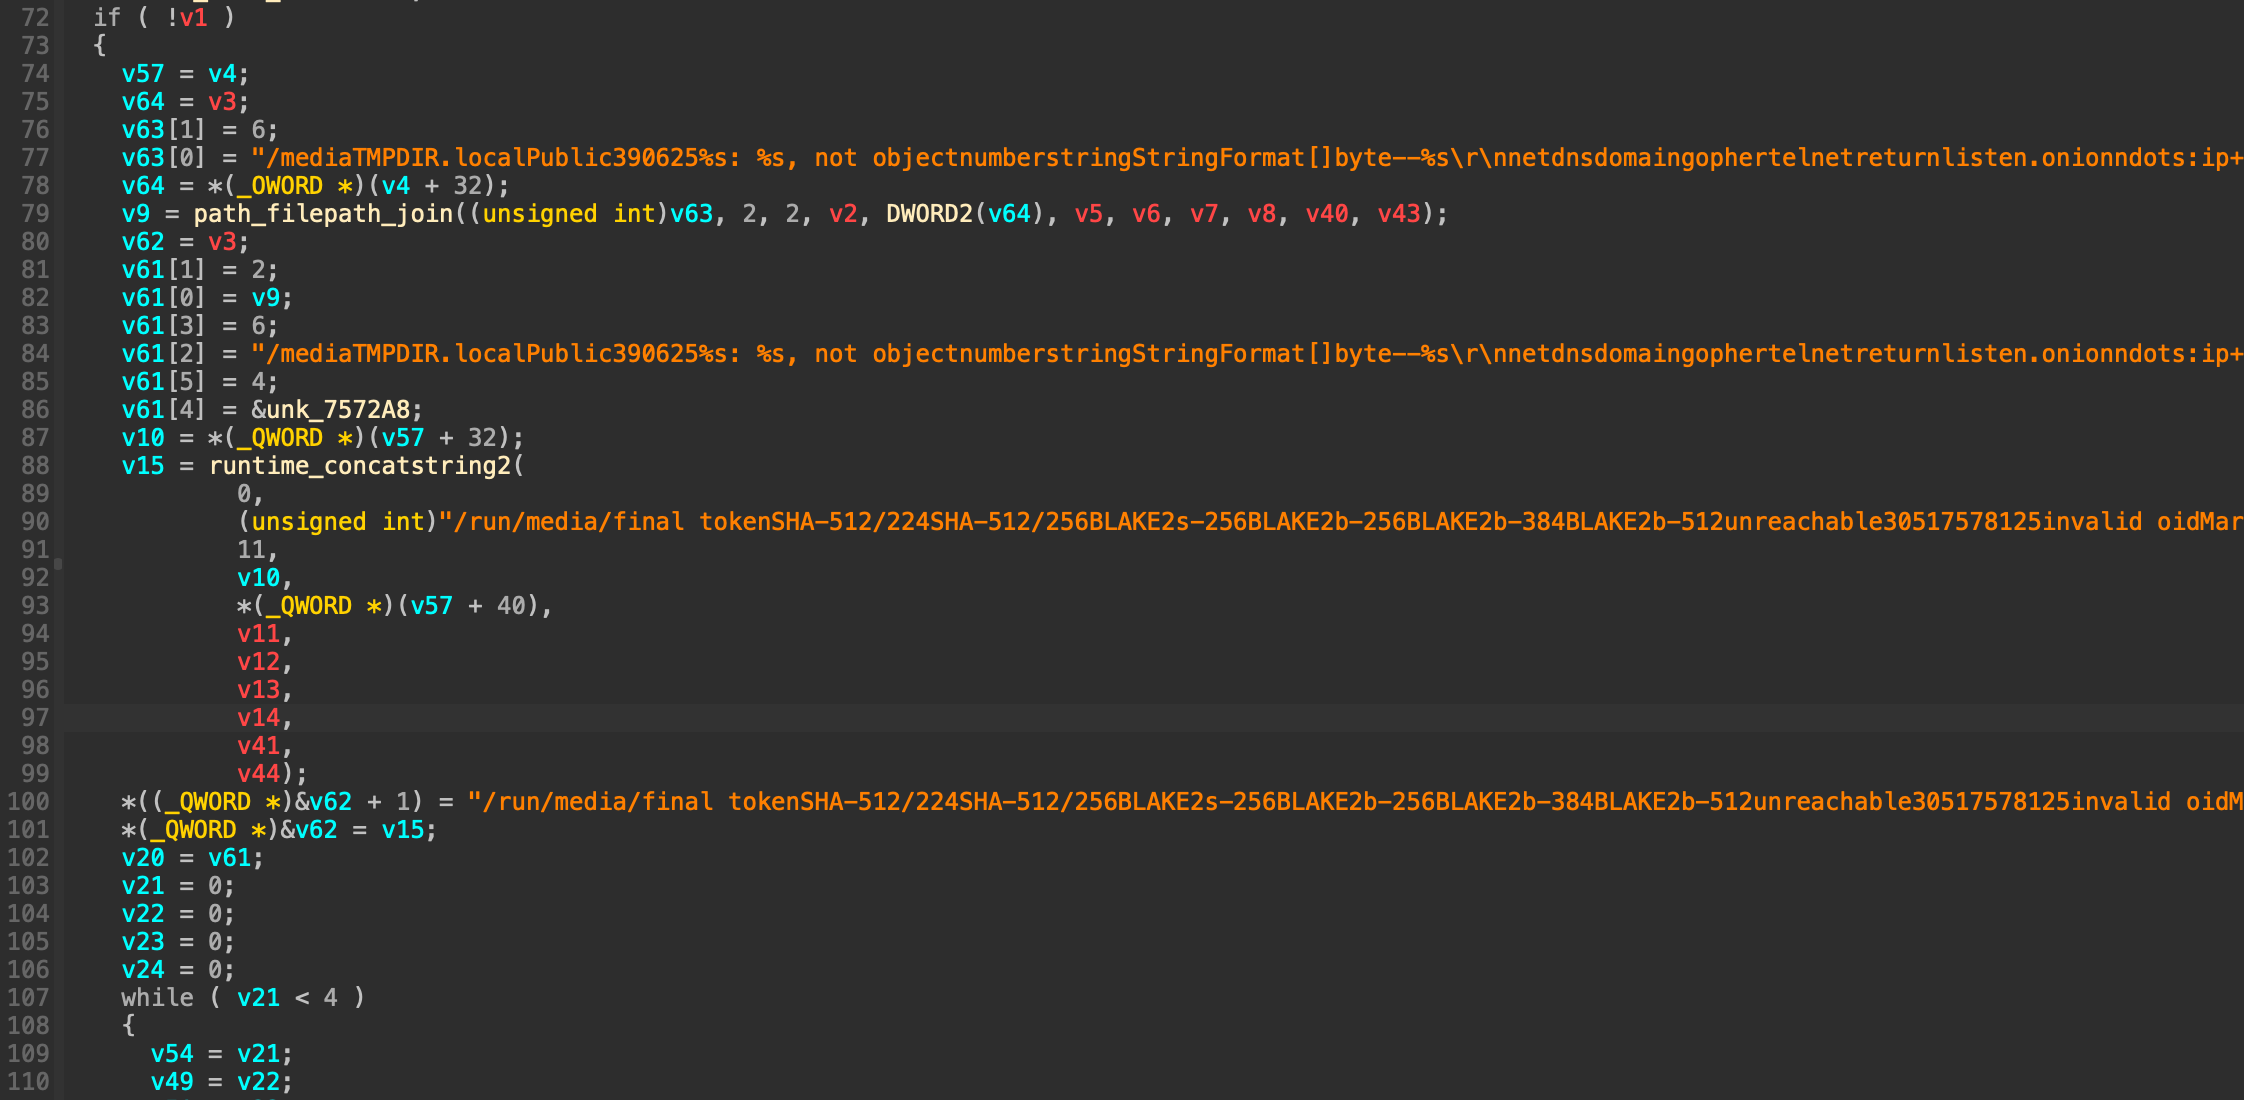 72 if ( !v1 )
73 {
74 v57 = v4;
75 v64 = v3;
76 v63[1] = 6;
77 v63[0] = "/mediaTMPDIR.localPublic390625%s: %s, not objectnumberstringStringFormat[]byte--%s\r\nnetdnsdomaingophertelnetreturnlisten.onionndots:ip+
78 v64 = *(_OWORD *)(v4 + 32);
79 v9 = path_filepath_join((unsigned int)v63, 2, 2, v2, DWORD2(v64), v5, v6, v7, v8, v40, v43);
80 v62 = v3;
81 v61[1] = 2;
82 v61[0] = v9;
83 v61[3] = 6;
84 v61[2] = "/mediaTMPDIR.localPublic390625%s: %s, not objectnumberstringStringFormat[]byte--%s\r\nnetdnsdomaingophertelnetreturnlisten.onionndots:ip+
85 v61[5] = 4;
86 v61[4] = &unk_7572A8;
87 v10 = *(_QWORD *)(v57 + 32);
88 v15 = runtime_concatstring2(
89 0,
90 (unsigned int)"/run/media/final tokenSHA-512/224SHA-512/256BLAKE2s-256BLAKE2b-256BLAKE2b-384BLAKE2b-512unreachable30517578125invalid oidMar
91 11,
92 v10,
93 *(_QWORD *)(v57 + 40),
94 v11,
95 v12,
96 v13,
97 v14,
98 v41,
99 v44);
100 *((_QWORD *)&v62 + 1) = "/run/media/final tokenSHA-512/224SHA-512/256BLAKE2s-256BLAKE2b-256BLAKE2b-384BLAKE2b-512unreachable30517578125invalid oidM
101 *(_QWORD *)&v62 = v15;
102 v20 = v61;
103 v21 = 0;
104 v22 = 0;
105 v23 = 0;
106 v24 = 0;
107 while ( v21 < 4 )
108 {
109 v54 = v21;
110 v49 = v22;